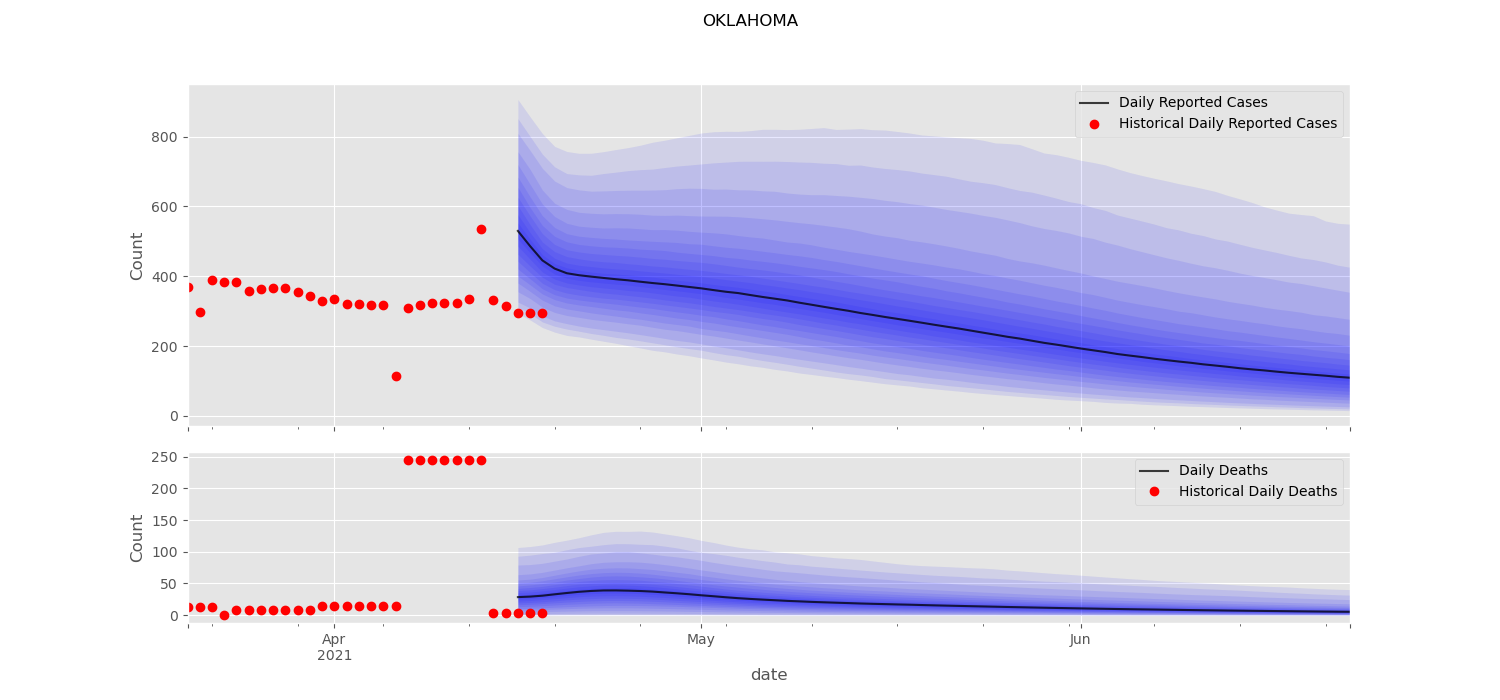 OKLAHOMA
Daily Reported Cases
Historical Daily Reported Cases
Count
800
600
400
200
0
Daily Deaths
Historical Daily Deaths
Count
250
200
150
100
50
0
Apr
2021
May
Jun
date